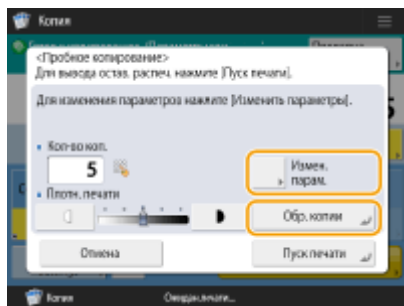 Копия
<Пробное копирование>
Для вывода остав. распеч. нажмите [Пуск печати].
Для изменения параметров нажмите [Изменить параметры].
Кол-во коп.
5
Измен.
парам.
Плотн. печати
Обр. копии
Отмена
Пуск печати
Копия
Ожидан.печати...